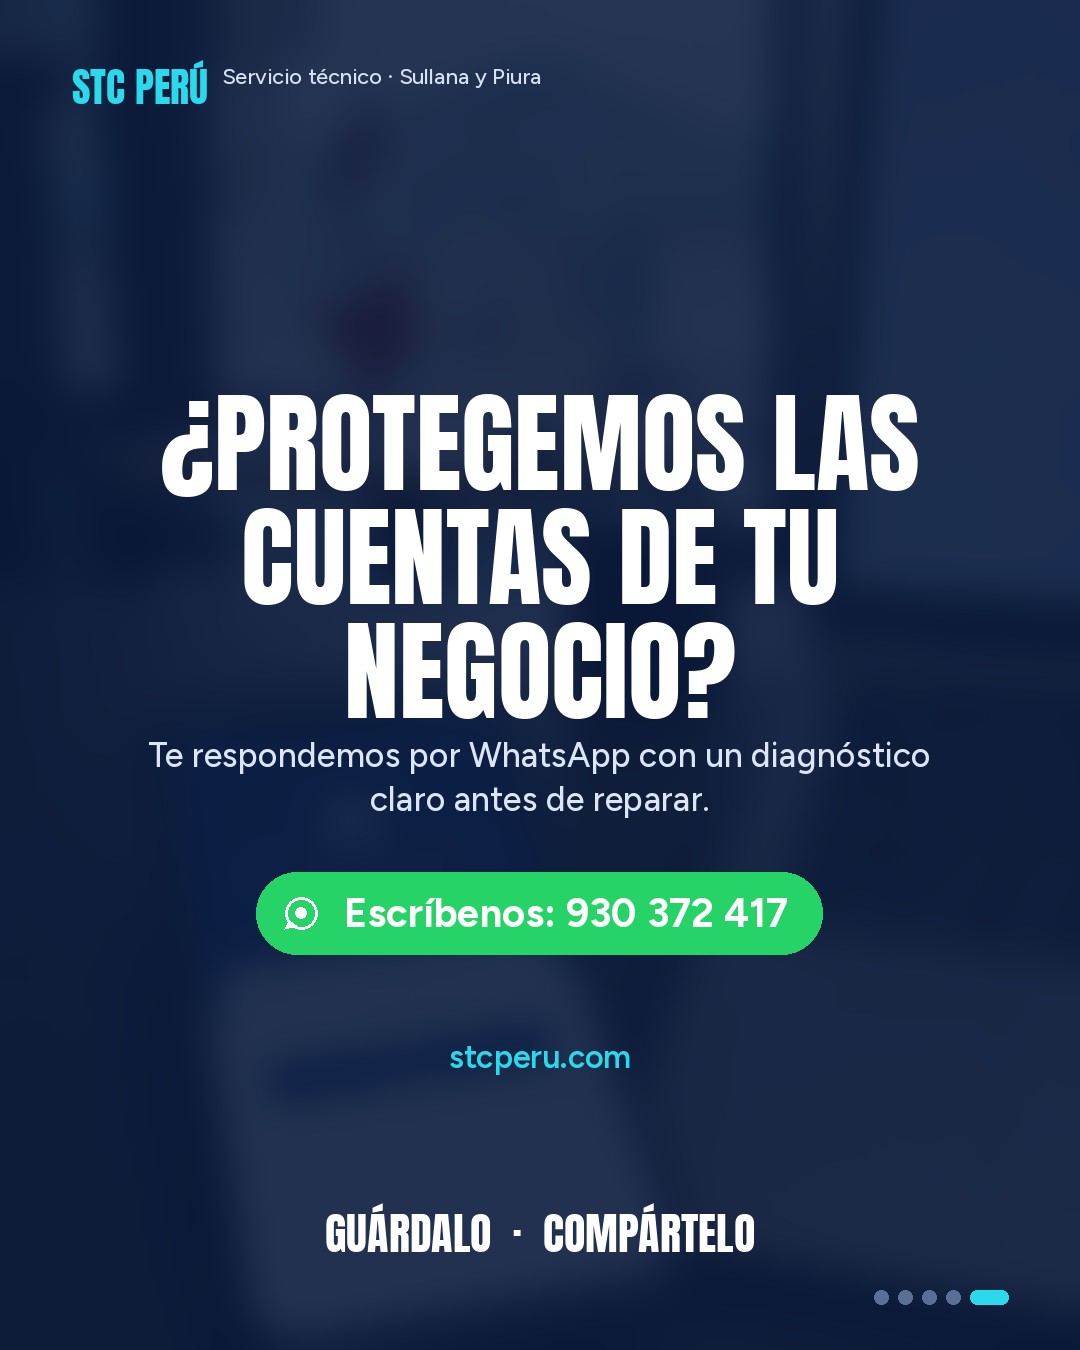 STC PERÚ Servicio técnico · Sullana y Piura
¿PROTEGEMOS LAS
CUENTAS DE TU
NEGOCIO?
Te respondemos por WhatsApp con un diagnóstico
claro antes de reparar.
Escríbenos: 930 372 417
stcperu.com
GUÁRDALO · COMPÁRTELO